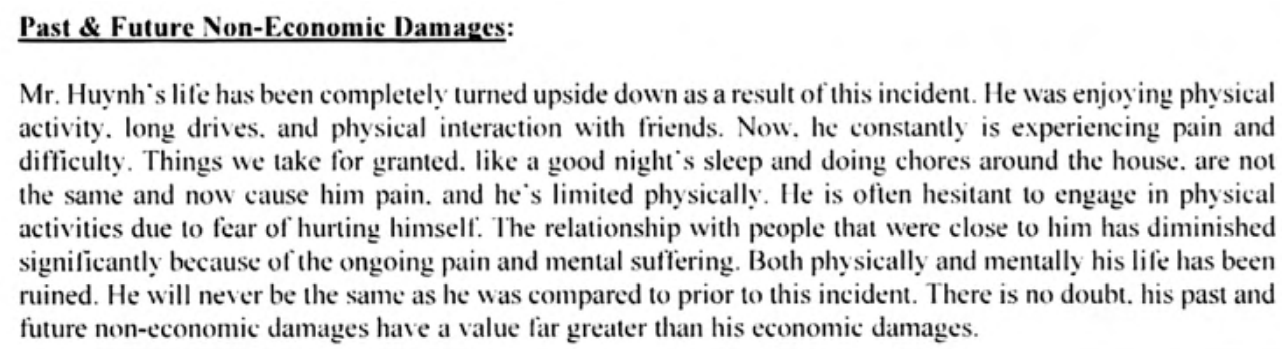 Past & Future Non-Economic Damages:
Mr. Huynh's life has been completely turned upside down as a result of this incident. He was enjoying physical
activity, long drives, and physical interaction with friends. Now, he constantly is experiencing pain and
difficulty. Things we take for granted, like a good night's sleep and doing chores around the house, are not
the same and now cause him pain, and he's limited physically. He is often hesitant to engage in physical
activities due to fear of hurting himself. The relationship with people that were close to him has diminished
significantly because of the ongoing pain and mental suffering. Both physically and mentally his life has been
ruined. He will never be the same as he was compared to prior to this incident. There is no doubt, his past and
future non-economic damages have a value far greater than his economic damages.